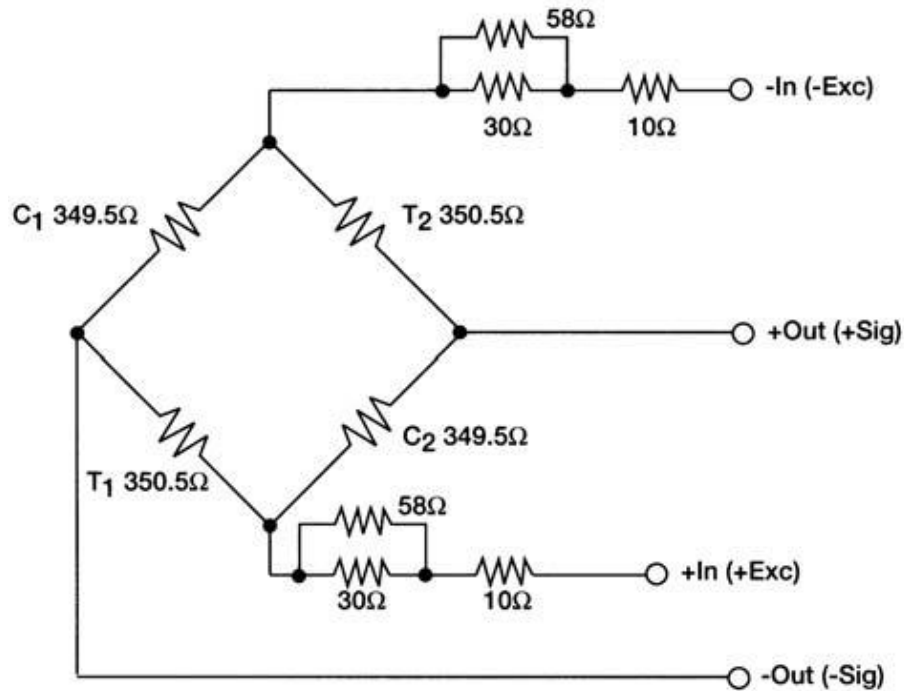 58Ω
-In (-Exc)
30Ω
10Ω
C1 349.5Ω
T2 350.5Ω
+Out (+Sig)
C2 349.5Ω
T1 350.5Ω
58Ω
+In (+Exc)
30Ω
10Ω
-Out (-Sig)